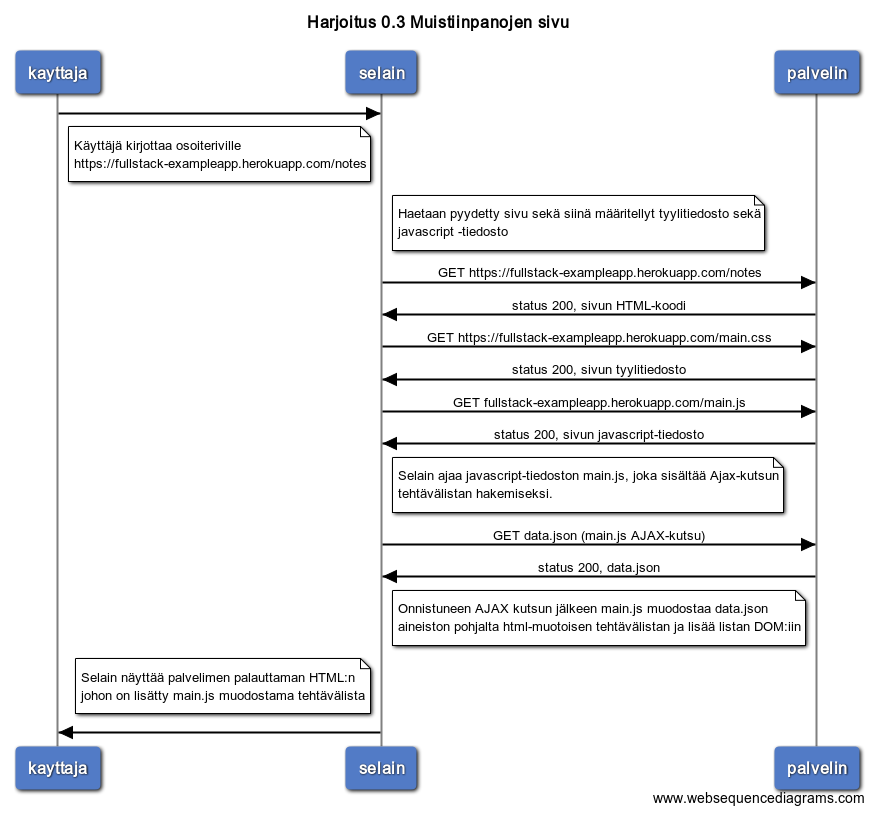 Harjoitus 0.3 Muistiinpanojen sivu
kayttaja
selain
palvelin
Käyttäjä kirjottaa osoiteriville
https://fullstack-exampleapp.herokuapp.com/notes
Haetaan pyydetty sivu sekä siinä määritellyt tyylitiedosto sekä
javascript -tiedosto
GET https://fullstack-exampleapp.herokuapp.com/notes
status 200, sivun HTML-koodi
GET https://fullstack-exampleapp.herokuapp.com/main.css
status 200, sivun tyylitiedosto
GET fullstack-exampleapp.herokuapp.com/main.js
status 200, sivun javascript-tiedosto
Selain ajaa javascript-tiedoston main.js, joka sisältää Ajax-kutsun
tehtävälistan hakemiseksi.
GET data.json (main.js AJAX-kutsu)
status 200, data.json
Onnistuneen AJAX kutsun jälkeen main.js muodostaa data.json
aineiston pohjalta html-muotoisen tehtävälistan ja lisää listan DOM:iin
Selain näyttää palvelimen palauttaman HTML:n
johon on lisätty main.js muodostama tehtävälista
kayttaja
selain
palvelin
www.websequencediagrams.com